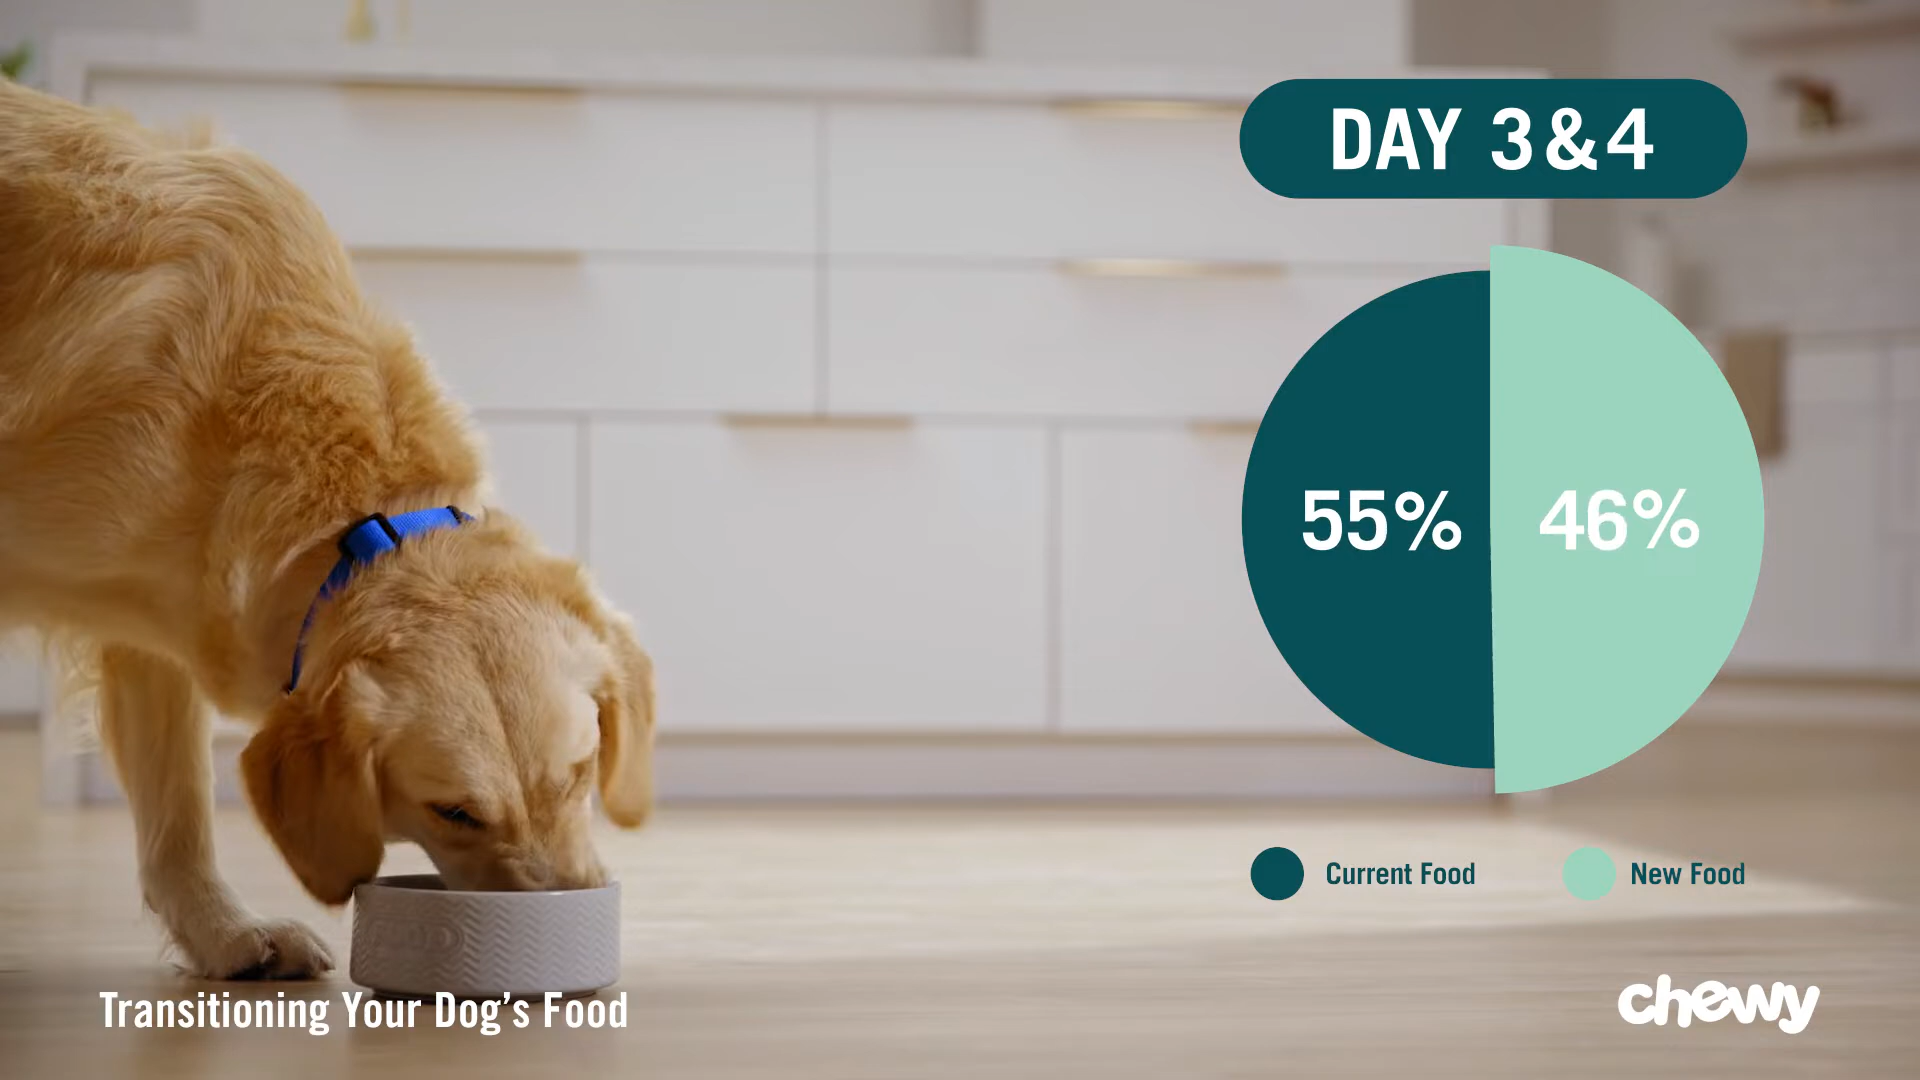 DAY 3&4
55% 46%
Current Food New Food
Transitioning Your Dog's Food
chewy